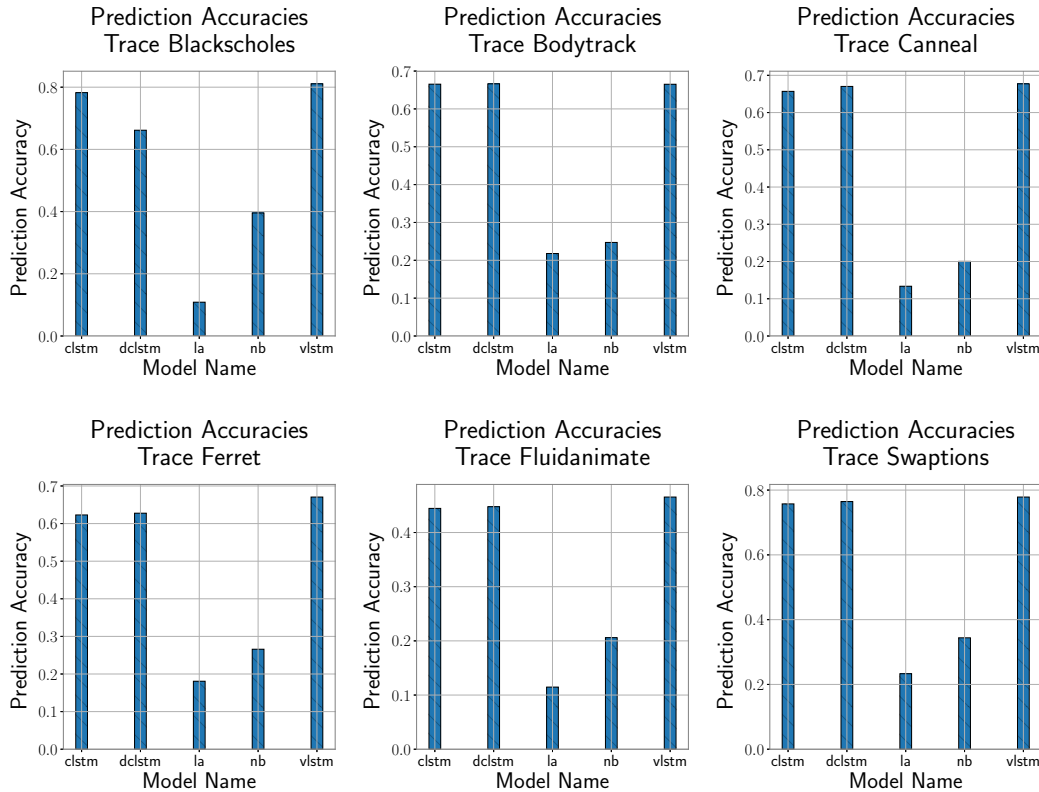 Prediction Accuracies
Trace Blackscholes
Prediction Accuracy
0.8
0.6
0.4
0.2
0.0
clstm dclstm la nb vlstm
Model Name
Prediction Accuracies
Trace Bodytrack
Prediction Accuracy
0.7
0.6
0.5
0.4
0.3
0.2
0.1
0.0
clstm dclstm la nb vlstm
Model Name
Prediction Accuracies
Trace Canneal
Prediction Accuracy
0.7
0.6
0.5
0.4
0.3
0.2
0.1
0.0
clstm dclstm la nb vlstm
Model Name
Prediction Accuracies
Trace Ferret
Prediction Accuracy
0.7
0.6
0.5
0.4
0.3
0.2
0.1
0.0
clstm dclstm la nb vlstm
Model Name
Prediction Accuracies
Trace Fluidanimate
Prediction Accuracy
0.4
0.3
0.2
0.1
0.0
clstm dclstm la nb vlstm
Model Name
Prediction Accuracies
Trace Swaptions
Prediction Accuracy
0.8
0.6
0.4
0.2
0.0
clstm dclstm la nb vlstm
Model Name